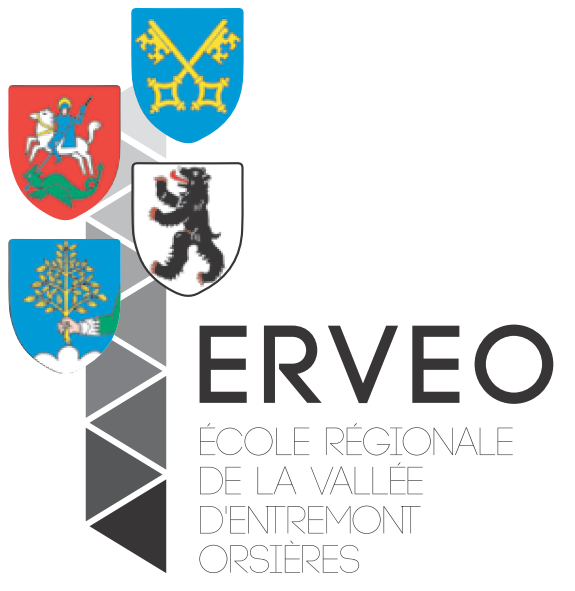 ERVEO
ÉCOLE RÉGIONALE
DE LA VALLÉE
D'ENTREMONT
ORSIÈRES